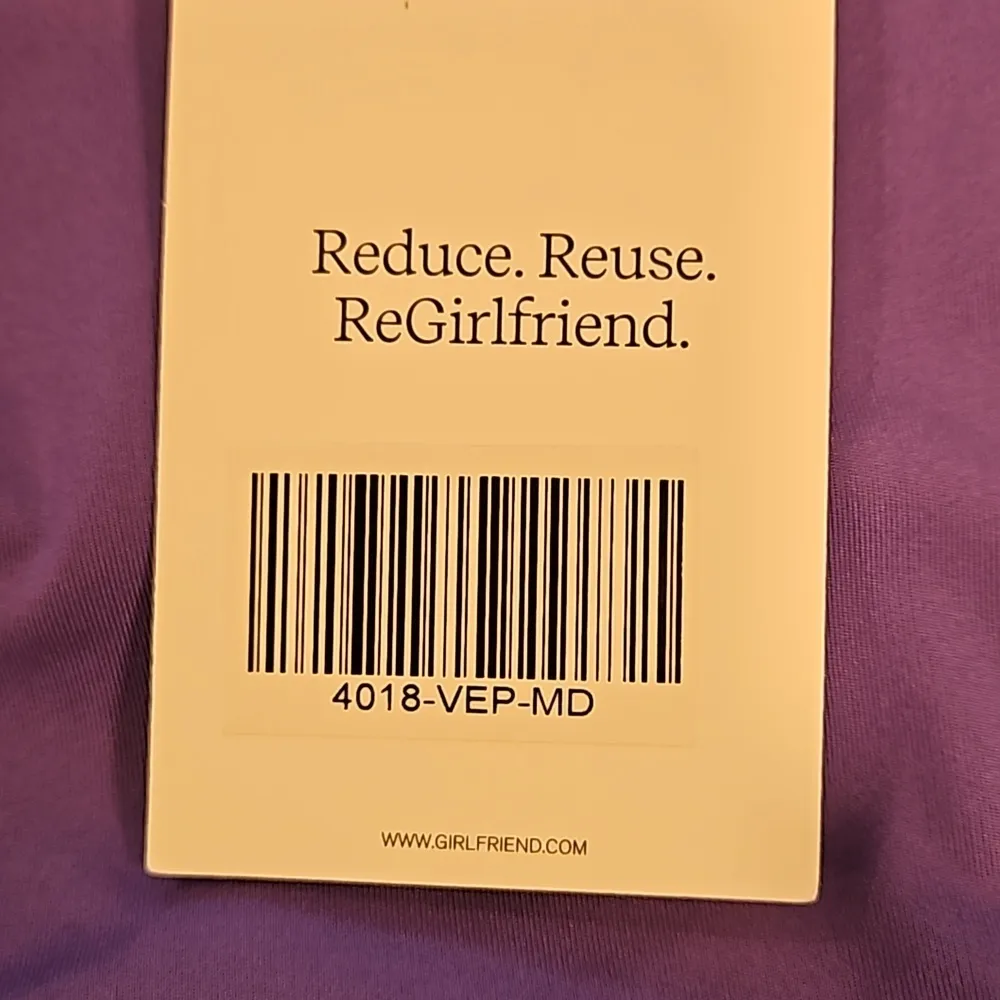 Reduce. Reuse.
ReGirlfriend.
4018-VEP-MD
WWW.GIRLFRIEND.COM